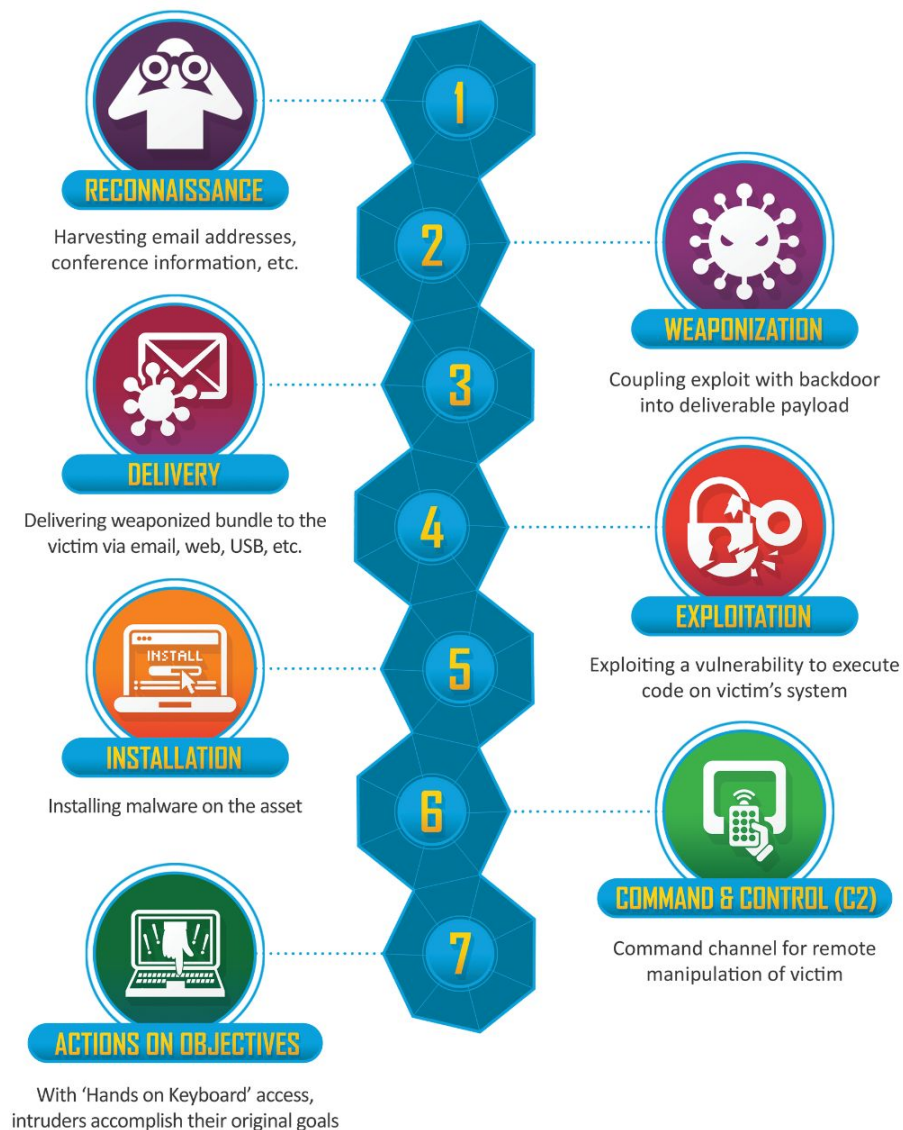 1
RECONNAISSANCE
Harvesting email addresses,
conference information, etc.
2
WEAPONIZATION
Coupling exploit with backdoor
into deliverable payload
3
DELIVERY
Delivering weaponized bundle to the
victim via email, web, USB, etc.
4
EXPLOITATION
Exploiting a vulnerability to execute
code on victim’s system
5
INSTALL
INSTALLATION
Installing malware on the asset
6
COMMAND & CONTROL (C2)
Command channel for remote
manipulation of victim
7
ACTIONS ON OBJECTIVES
With ‘Hands on Keyboard’ access,
intruders accomplish their original goals